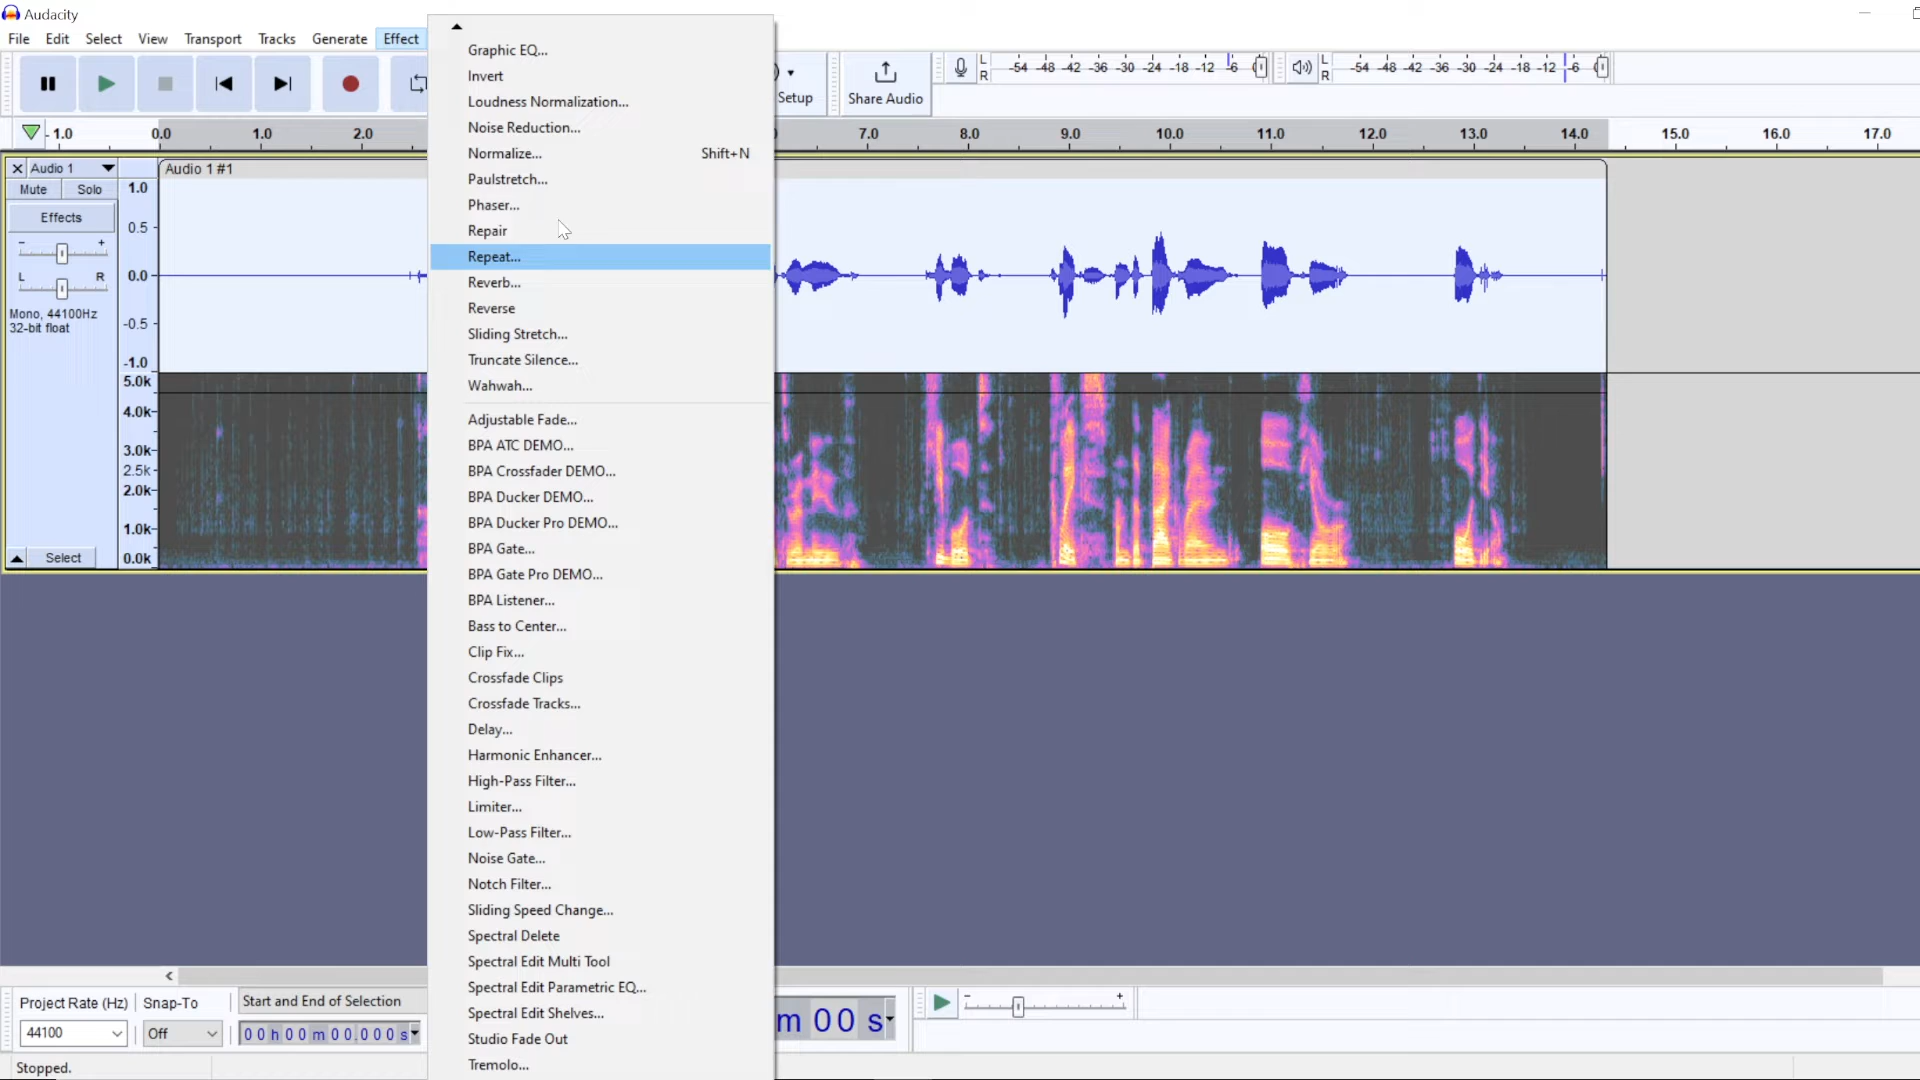 Audacity
File Edit Select View Transport Tracks Generate Effect
Setup
Share Audio
L R -54 -48 -42 -36 -30 -24 -18 -12 -6 0
L R -54 -48 -42 -36 -30 -24 -18 -12 -6 0
-1.0 0.0 1.0 2.0 7.0 8.0 9.0 10.0 11.0 12.0 13.0 14.0 15.0 16.0 17.0
Audio 1
Audio 1 #1
Mute Solo
Effects
- +
L R
Mono, 44100Hz
32-bit float
Select
1.0
0.5
0.0
-0.5
-1.0
5.0k
4.0k
3.0k
2.5k
2.0k
1.0k
0.0k
Graphic EQ...
Invert
Loudness Normalization...
Noise Reduction...
Normalize... Shift+N
Paulstretch...
Phaser...
Repair
Repeat...
Reverb...
Reverse
Sliding Stretch...
Truncate Silence...
Wahwah...
Adjustable Fade...
BPA ATC DEMO...
BPA Crossfader DEMO...
BPA Ducker DEMO...
BPA Ducker Pro DEMO...
BPA Gate...
BPA Gate Pro DEMO...
BPA Listener...
Bass to Center...
Clip Fix...
Crossfade Clips
Crossfade Tracks...
Delay...
Harmonic Enhancer...
High-Pass Filter...
Limiter...
Low-Pass Filter...
Noise Gate...
Notch Filter...
Sliding Speed Change...
Spectral Delete
Spectral Edit Multi Tool
Spectral Edit Parametric EQ...
Spectral Edit Shelves...
Studio Fade Out
Tremolo...
Project Rate (Hz) Snap-To Start and End of Selection
44100 Off 00 h 00 m 00.000 s
m 00 s
- +
Stopped.